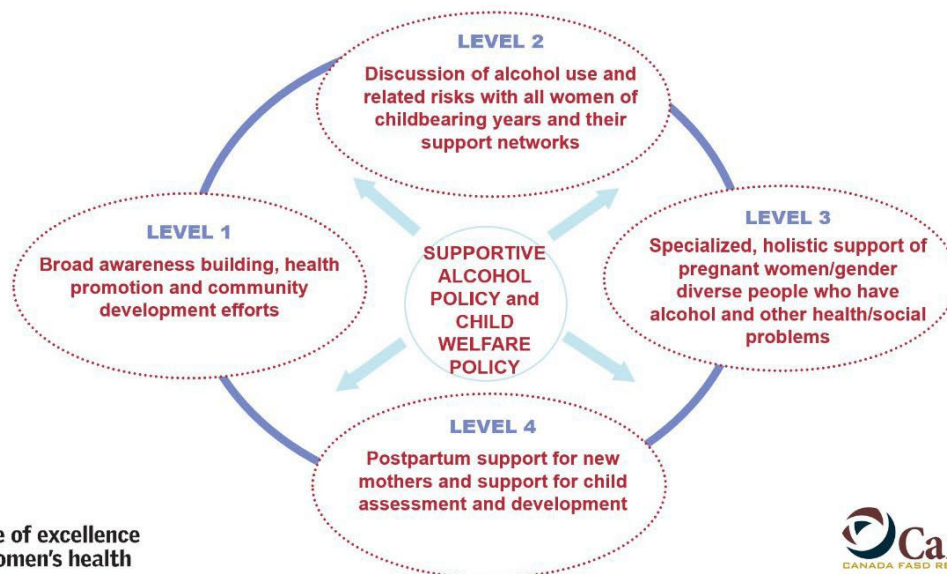 LEVEL 2
Discussion of alcohol use and
related risks with all women of
childbearing years and their
support networks
LEVEL 1
Broad awareness building, health
promotion and community
development efforts
SUPPORTIVE
ALCOHOL
POLICY and
CHILD
WELFARE
POLICY
LEVEL 3
Specialized, holistic support of
pregnant women/gender
diverse people who have
alcohol and other health/social
problems
LEVEL 4
Postpartum support for new
mothers and support for child
assessment and development
of excellence
women's health
CANADA FASD